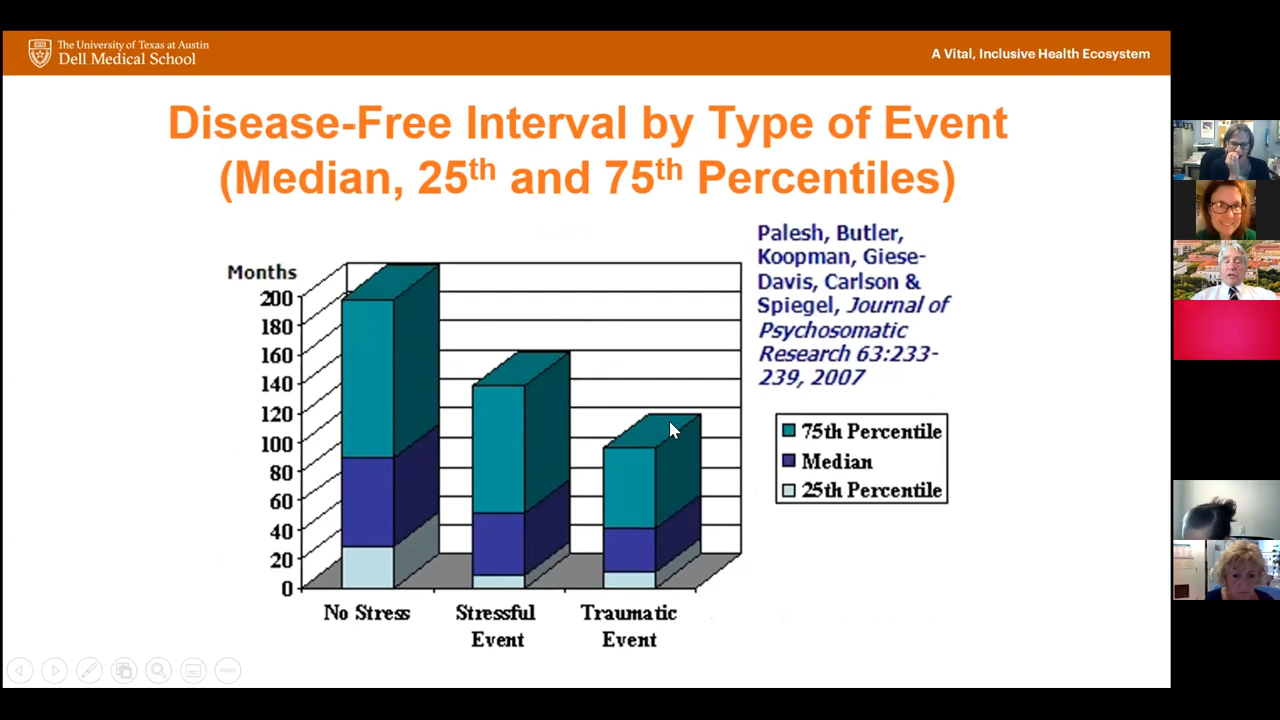 The University of Texas at Austin
Dell Medical School
A Vital, Inclusive Health Ecosystem
Disease-Free Interval by Type of Event
(Median, 25th and 75th Percentiles)
Palesh, Butler,
Koopman, Giese-
Davis, Carlson &
Spiegel, Journal of
Psychosomatic
Research 63:233-
239, 2007
Months
200
180
160
140
120
100
80
60
40
20
0
No Stress
Stressful
Event
Traumatic
Event
75th Percentile
Median
25th Percentile